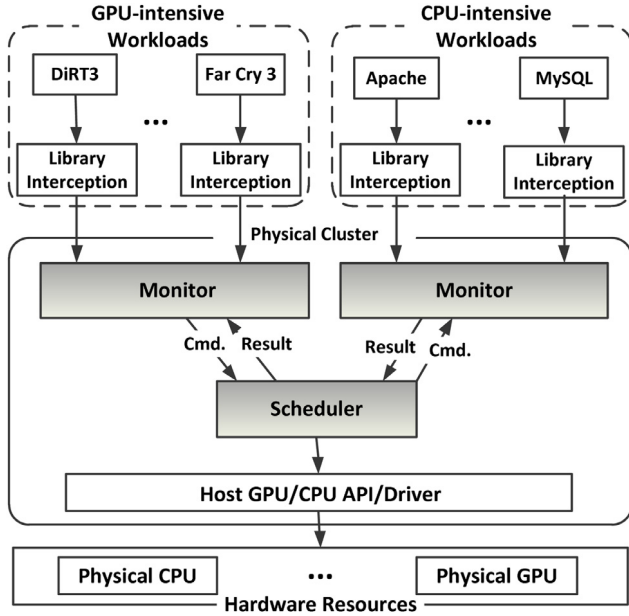 GPU-intensive
Workloads
CPU-intensive
Workloads
DiRT3
...
Far Cry 3
Apache
...
MySQL
Library
Interception
Library
Interception
Library
Interception
Library
Interception
Physical Cluster
Monitor
Monitor
Cmd.
Result
Result
Cmd.
Scheduler
Host GPU/CPU API/Driver
Physical CPU
...
Physical GPU
Hardware Resources